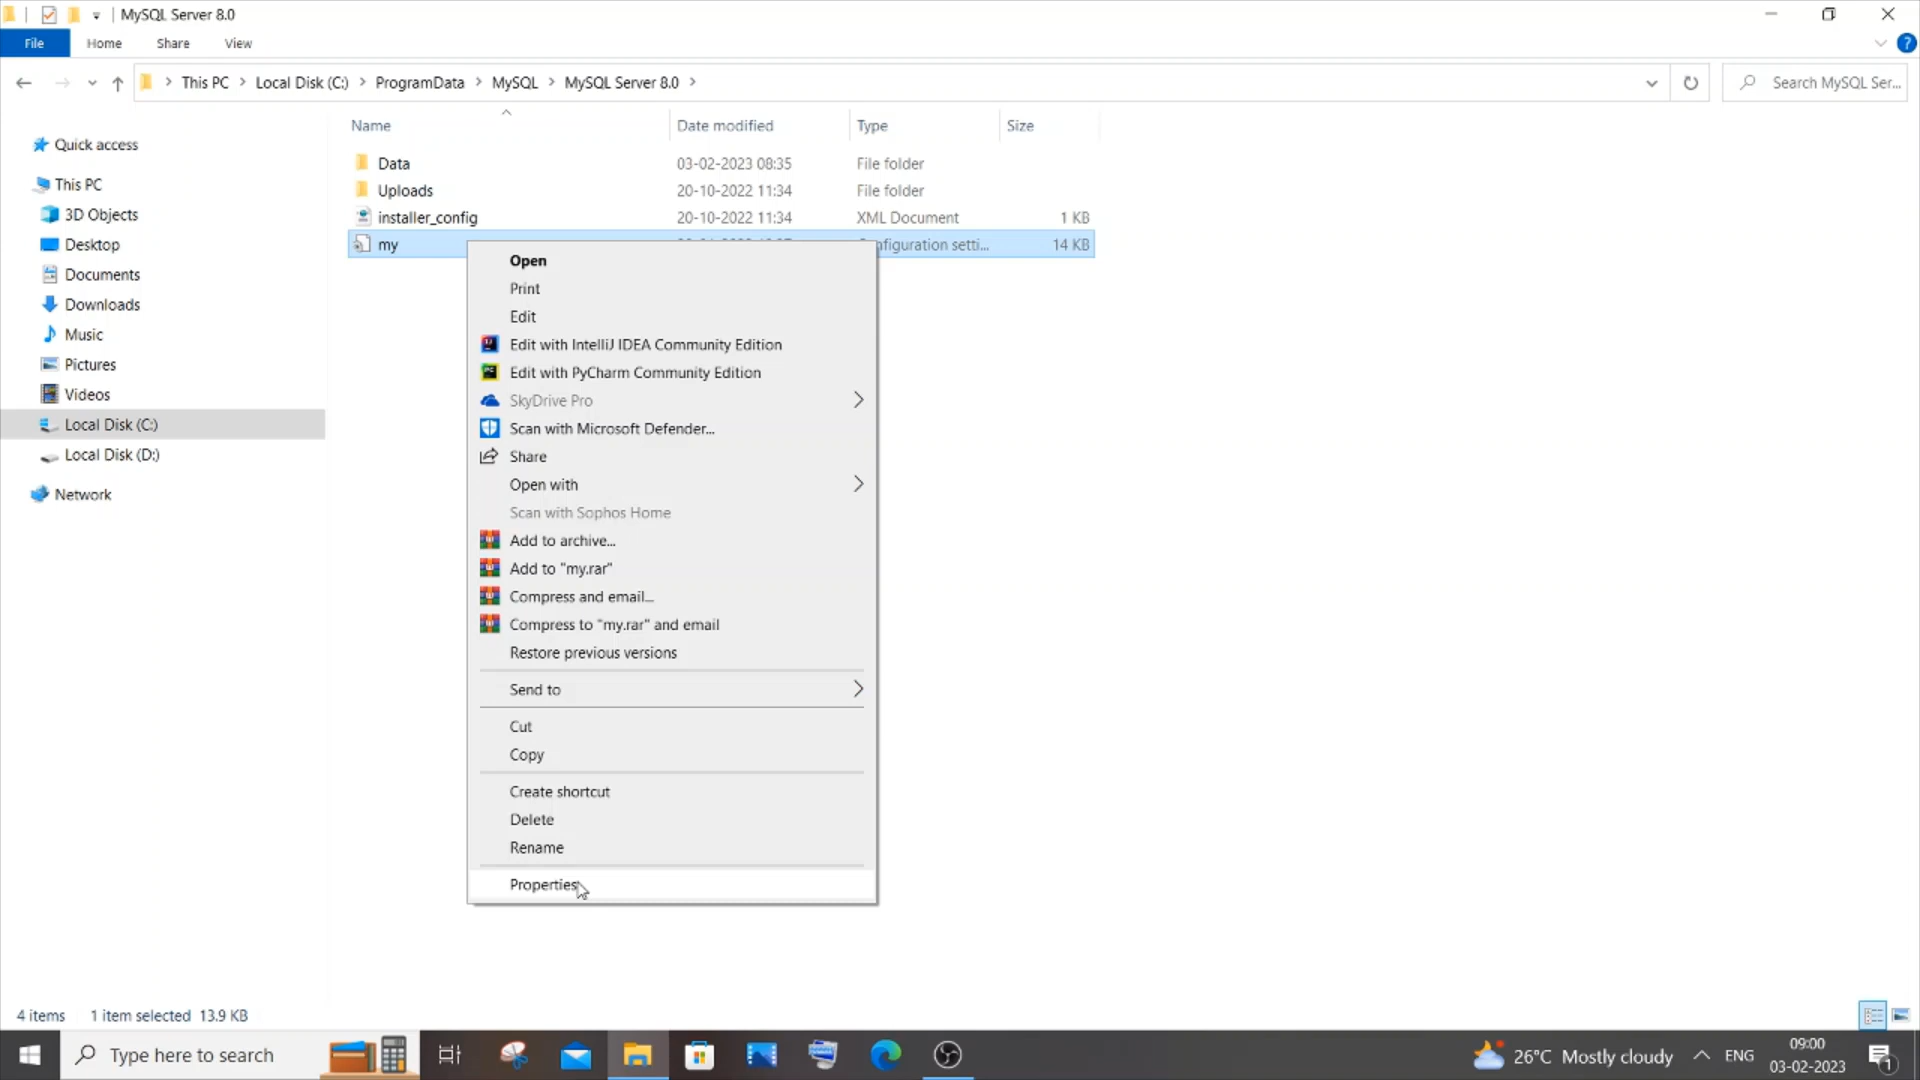 MySQL Server 8.0
File Home Share View
This PC Local Disk (C:) ProgramData MySQL MySQL Server 8.0
Search MySQL Ser...
Name Date modified Type Size
Quick access
This PC
3D Objects
Desktop
Documents
Downloads
Music
Pictures
Videos
Local Disk (C:)
Local Disk (D:)
Network
Data 03-02-2023 08:35 File folder
Uploads 20-10-2022 11:34 File folder
installer_config 20-10-2022 11:34 XML Document 1 KB
my nfiguration setti... 14 KB
Open
Print
Edit
Edit with IntelliJ IDEA Community Edition
Edit with PyCharm Community Edition
SkyDrive Pro
Scan with Microsoft Defender...
Share
Open with
Scan with Sophos Home
Add to archive...
Add to "my.rar"
Compress and email...
Compress to "my.rar" and email
Restore previous versions
Send to
Cut
Copy
Create shortcut
Delete
Rename
Properties
4 items 1 item selected 13.9 KB
Type here to search
26°C Mostly cloudy
ENG
09:00
03-02-2023
1